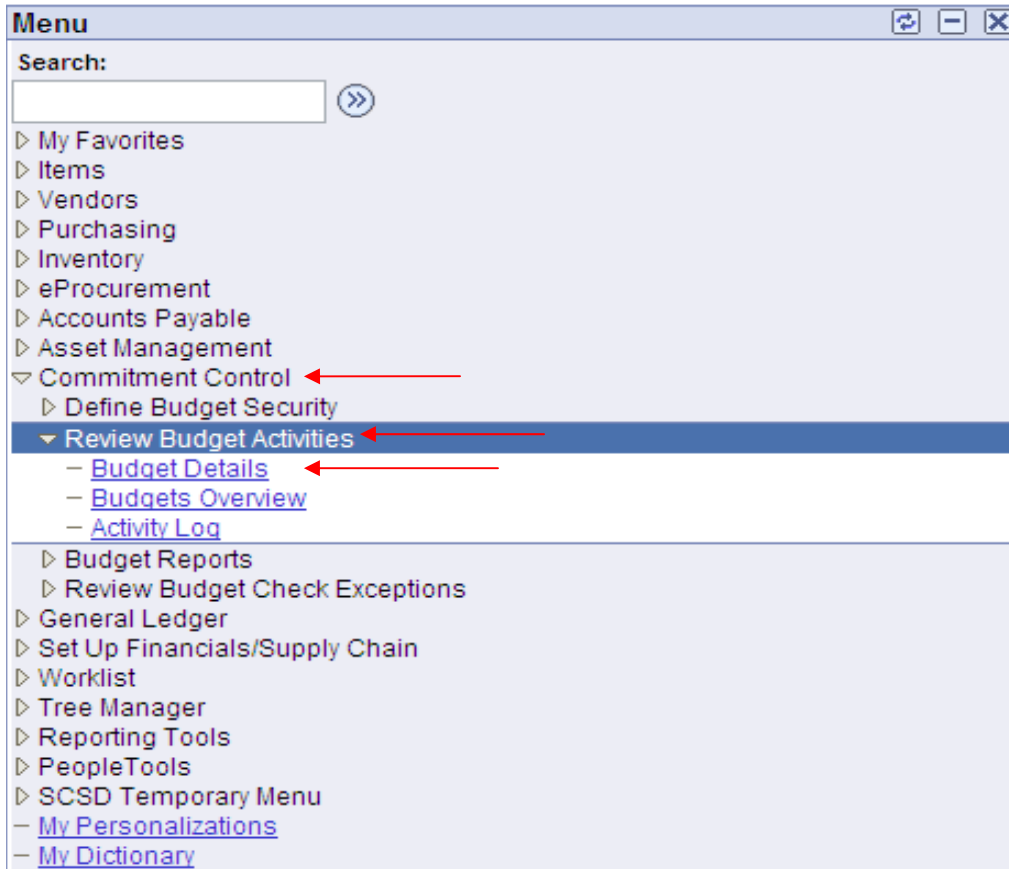 Menu
Search:
My Favorites
Items
Vendors
Purchasing
Inventory
eProcurement
Accounts Payable
Asset Management
Commitment Control
Define Budget Security
Review Budget Activities
Budget Details
Budgets Overview
Activity Log
Budget Reports
Review Budget Check Exceptions
General Ledger
Set Up Financials/Supply Chain
Worklist
Tree Manager
Reporting Tools
PeopleTools
SCSD Temporary Menu
My Personalizations
My Dictionary